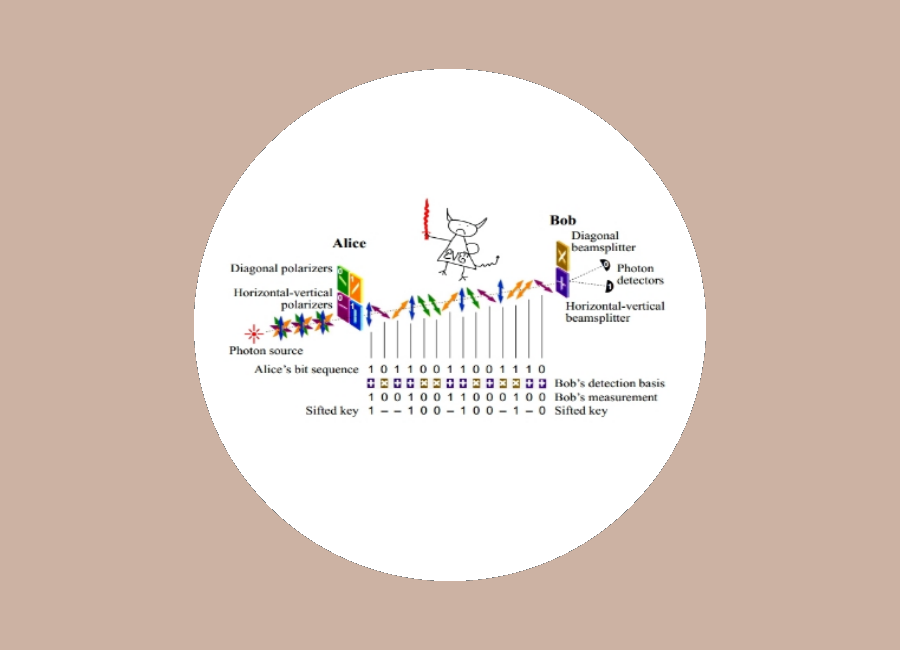 Bob
Alice
EVE
Diagonal
beamsplitter
Diagonal polarizers
Photon
detectors
Horizontal-vertical
polarizers
Horizontal-vertical
beamsplitter
Photon source
Alice's bit sequence 1 0 1 1 0 0 1 1 0 0 1 1 1 0
Bob's detection basis
Bob's measurement 1 0 0 1 0 0 1 1 0 0 0 1 0 0
Sifted key 1 – – 1 0 0 – 1 0 0 – 1 – 0 Sifted key